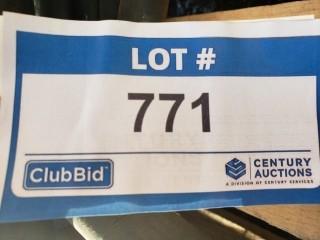 LOT #
771
ClubBid
CENTURY
AUCTIONS
A DIVISION OF CENTURY SERVICES